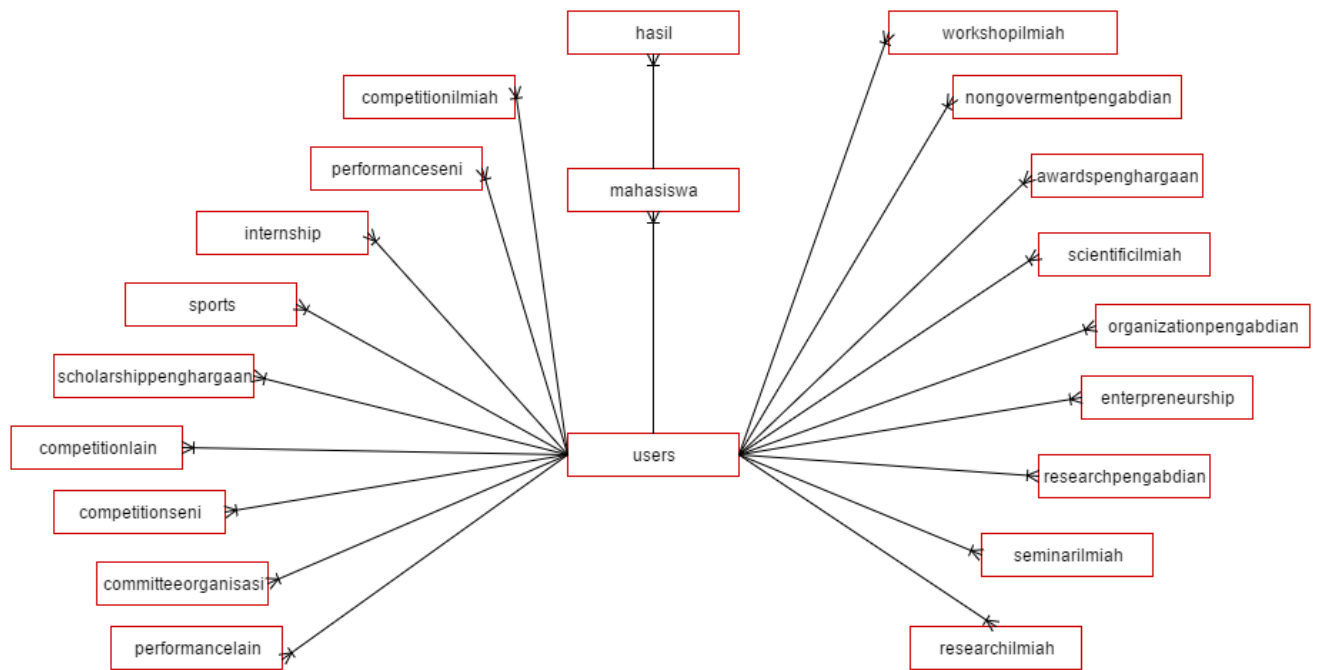 hasil
workshopilmiah
competitionilmiah
nongovermentpengabdian
performanceseni
mahasiswa
awardspenghargaan
internship
scientificilmiah
sports
organizationpengabdian
scholarshippenghargaan
enterpreneurship
competitionlain
users
researchpengabdian
competitionseni
seminarilmiah
committeeorganisasi
performancelain
researchilmiah